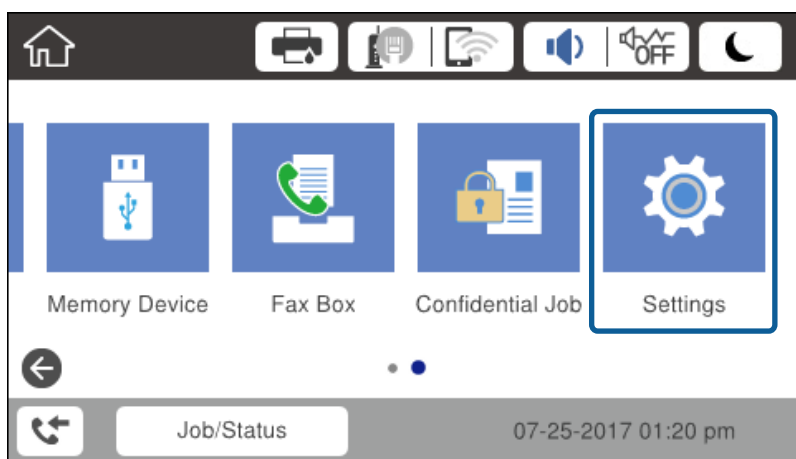 OFF
Memory Device
Fax Box
Confidential Job
Settings
Job/Status
07-25-2017 01:20 pm